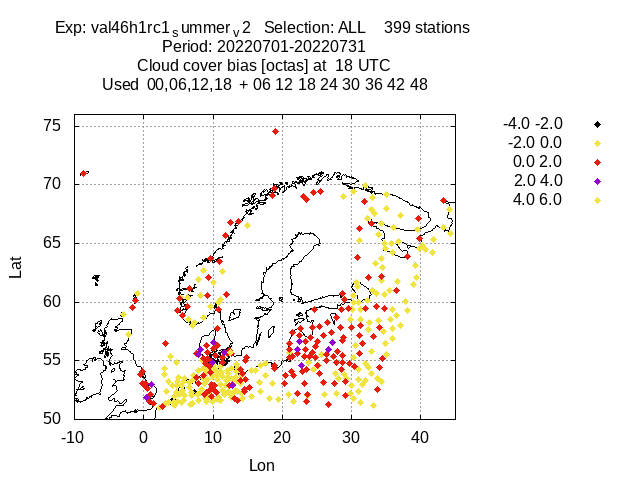 Exp: val46h1rc1summerv2 Selection: ALL 399 stations
Period: 20220701-20220731
Cloud cover bias [octas] at 18 UTC
Used 00,06,12,18 + 06 12 18 24 30 36 42 48
-4.0 -2.0
-2.0 0.0
0.0 2.0
2.0 4.0
4.0 6.0
75
70
65
60
55
50
Lat
-10 0 10 20 30 40
Lon